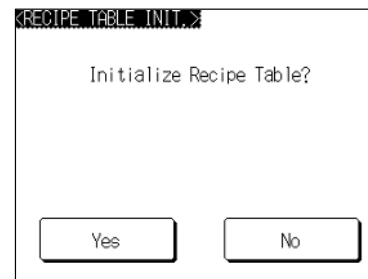 <RECIPE TABLE INIT.>
Initialize Recipe Table?
Yes
No